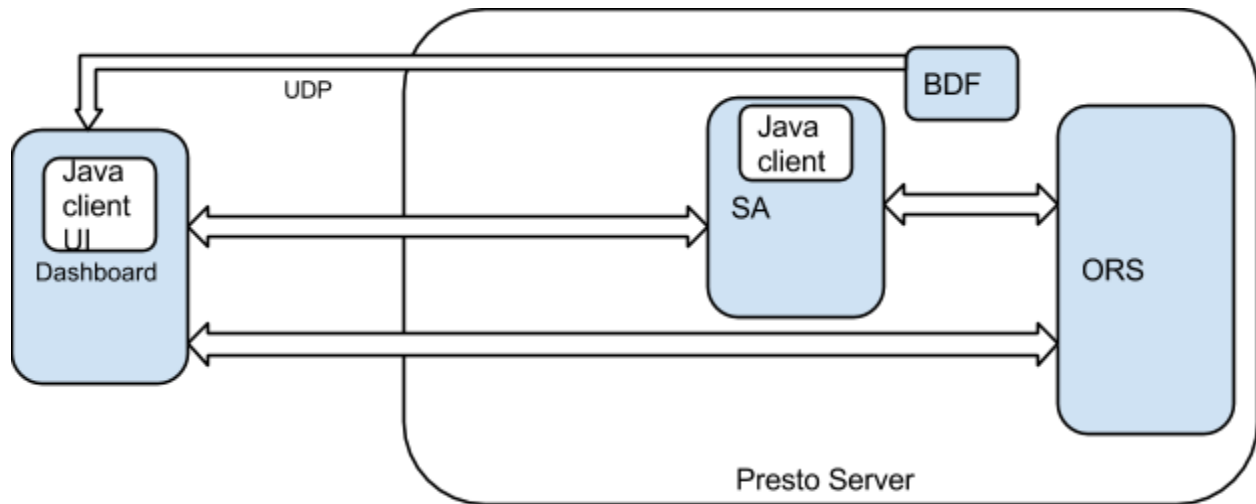 BDF
UDP
Java
client
SA
Java
client
UI
Dashboard
ORS
Presto Server